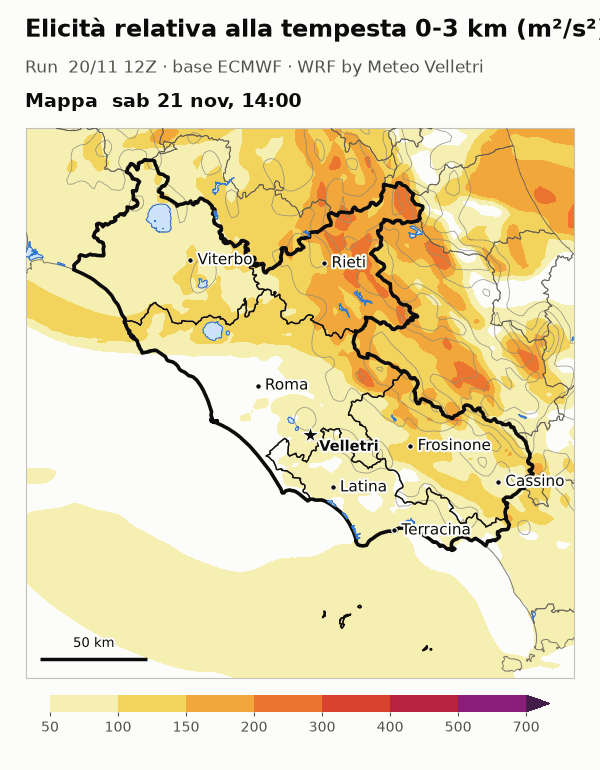 Elicità relativa alla tempesta 0-3 km (m²/s²)
Run  20/11 12Z · base ECMWF · WRF by Meteo Velletri
Mappa  sab 21 nov, 14:00
Viterbo
Rieti
Roma
Velletri
Frosinone
Cassino
Latina
Terracina
50 km
50 100 150 200 300 400 500 700